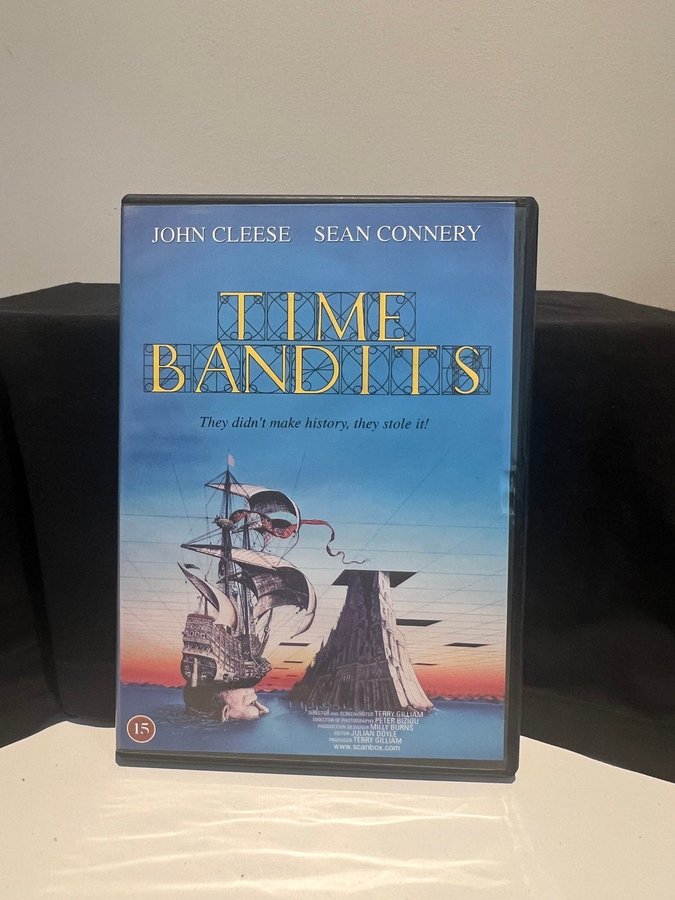 JOHN CLEESE SEAN CONNERY
TIME
BANDITS
They didn't make history, they stole it!
15
DIRECTOR AND SCREENWRITER TERRY GILLIAM
DIRECTOR OF PHOTOGRAPHY PETER BIZIOU
PRODUCTION DESIGNER MILLY BURNS
EDITOR JULIAN DOYLE
PRODUCER TERRY GILLIAM
www.scanbox.com